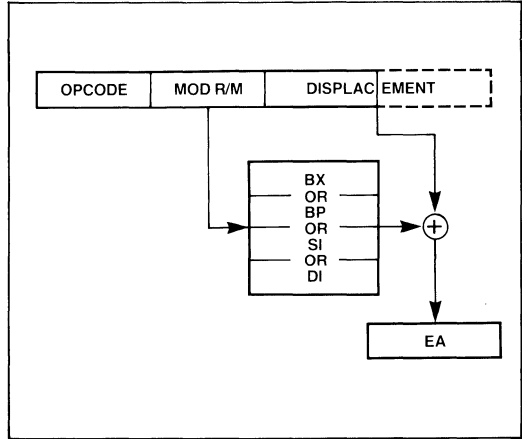 OPCODE MOD R/M DISPLACEMENT
BX
OR
BP
OR
SI
OR
DI
+
EA